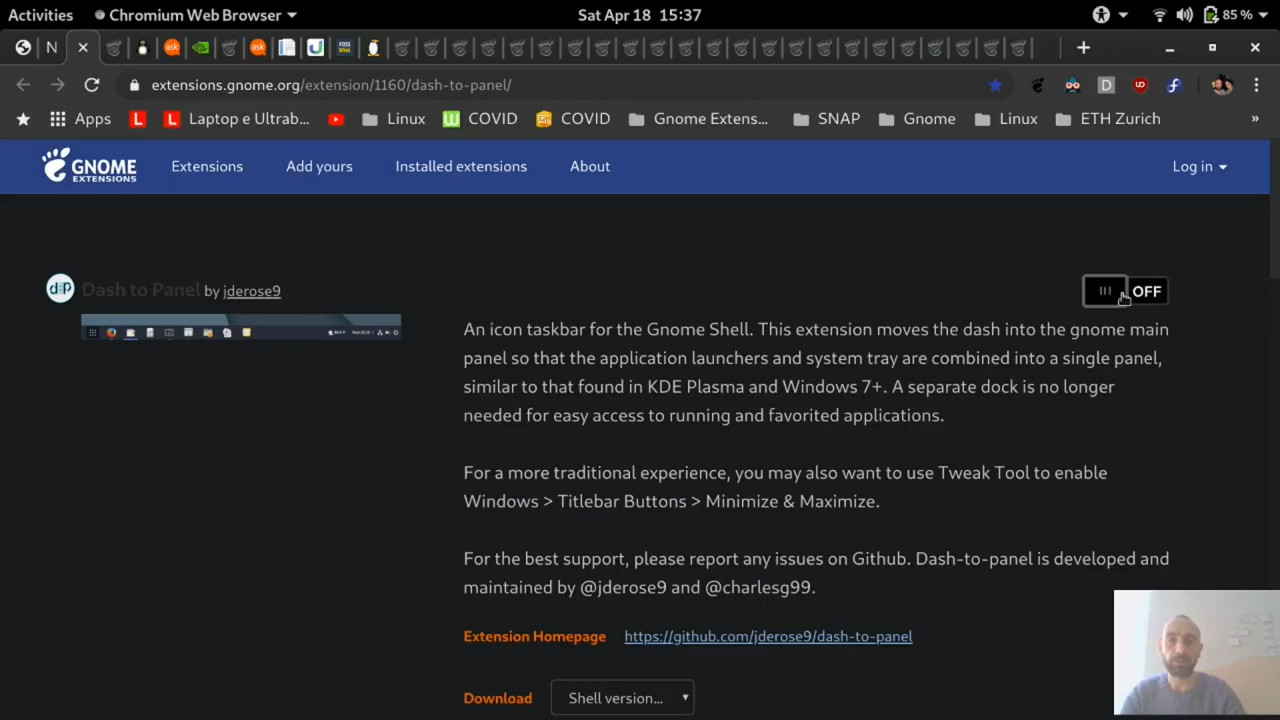 Activities Chromium Web Browser Sat Apr 18 15:37 85 %
N ask ask FOSS
extensions.gnome.org/extension/1160/dash-to-panel/ D
Apps L L Laptop e Ultrab... Linux COVID COVID Gnome Extens... SNAP Gnome Linux ETH Zurich »
GNOME EXTENSIONS Extensions Add yours Installed extensions About Log in
Dash to Panel by jderose9
OFF
An icon taskbar for the Gnome Shell. This extension moves the dash into the gnome main
panel so that the application launchers and system tray are combined into a single panel,
similar to that found in KDE Plasma and Windows 7+. A separate dock is no longer
needed for easy access to running and favorited applications.
For a more traditional experience, you may also want to use Tweak Tool to enable
Windows > Titlebar Buttons > Minimize & Maximize.
For the best support, please report any issues on Github. Dash-to-panel is developed and
maintained by @jderose9 and @charlesg99.
Extension Homepage https://github.com/jderose9/dash-to-panel
Download Shell version...